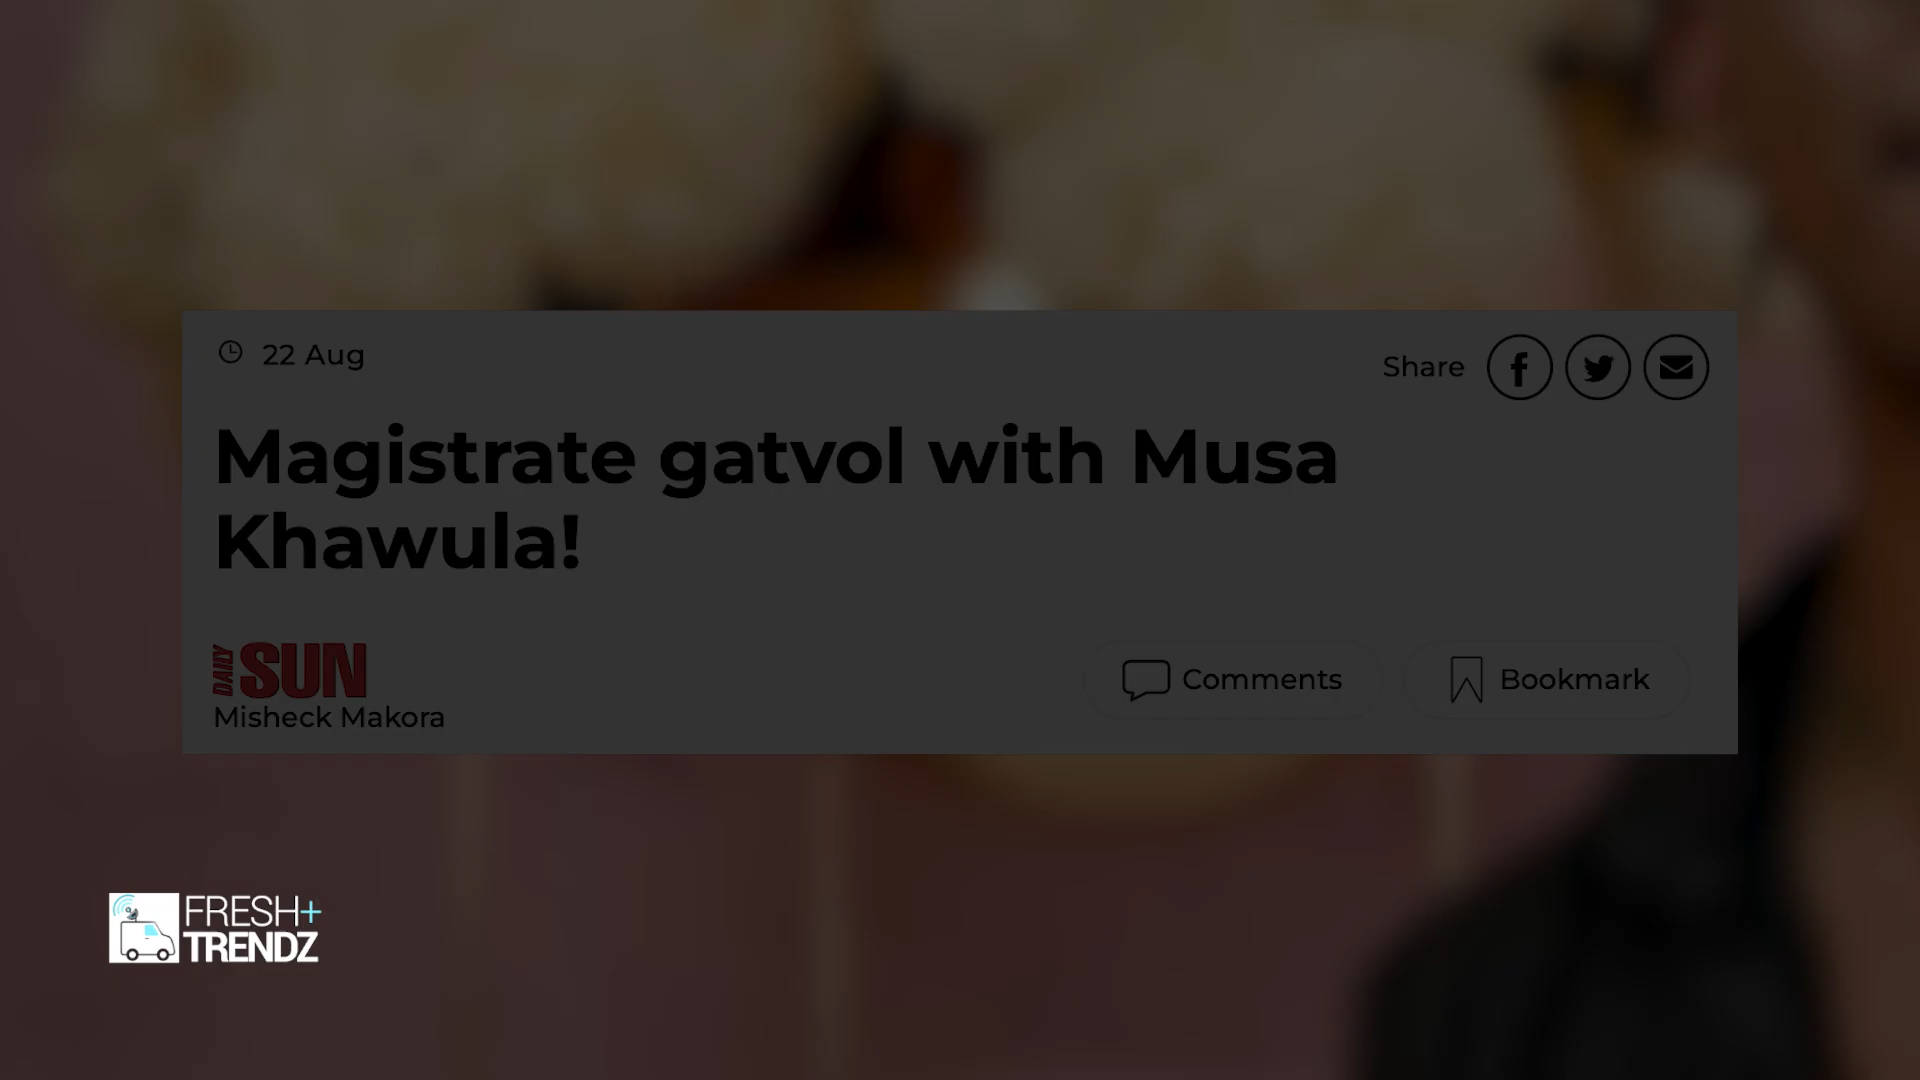 22 Aug
Share
Magistrate gatvol with Musa
Khawula!
DAILY SUN
Misheck Makora
Comments
Bookmark
FRESH+
TRENDZ